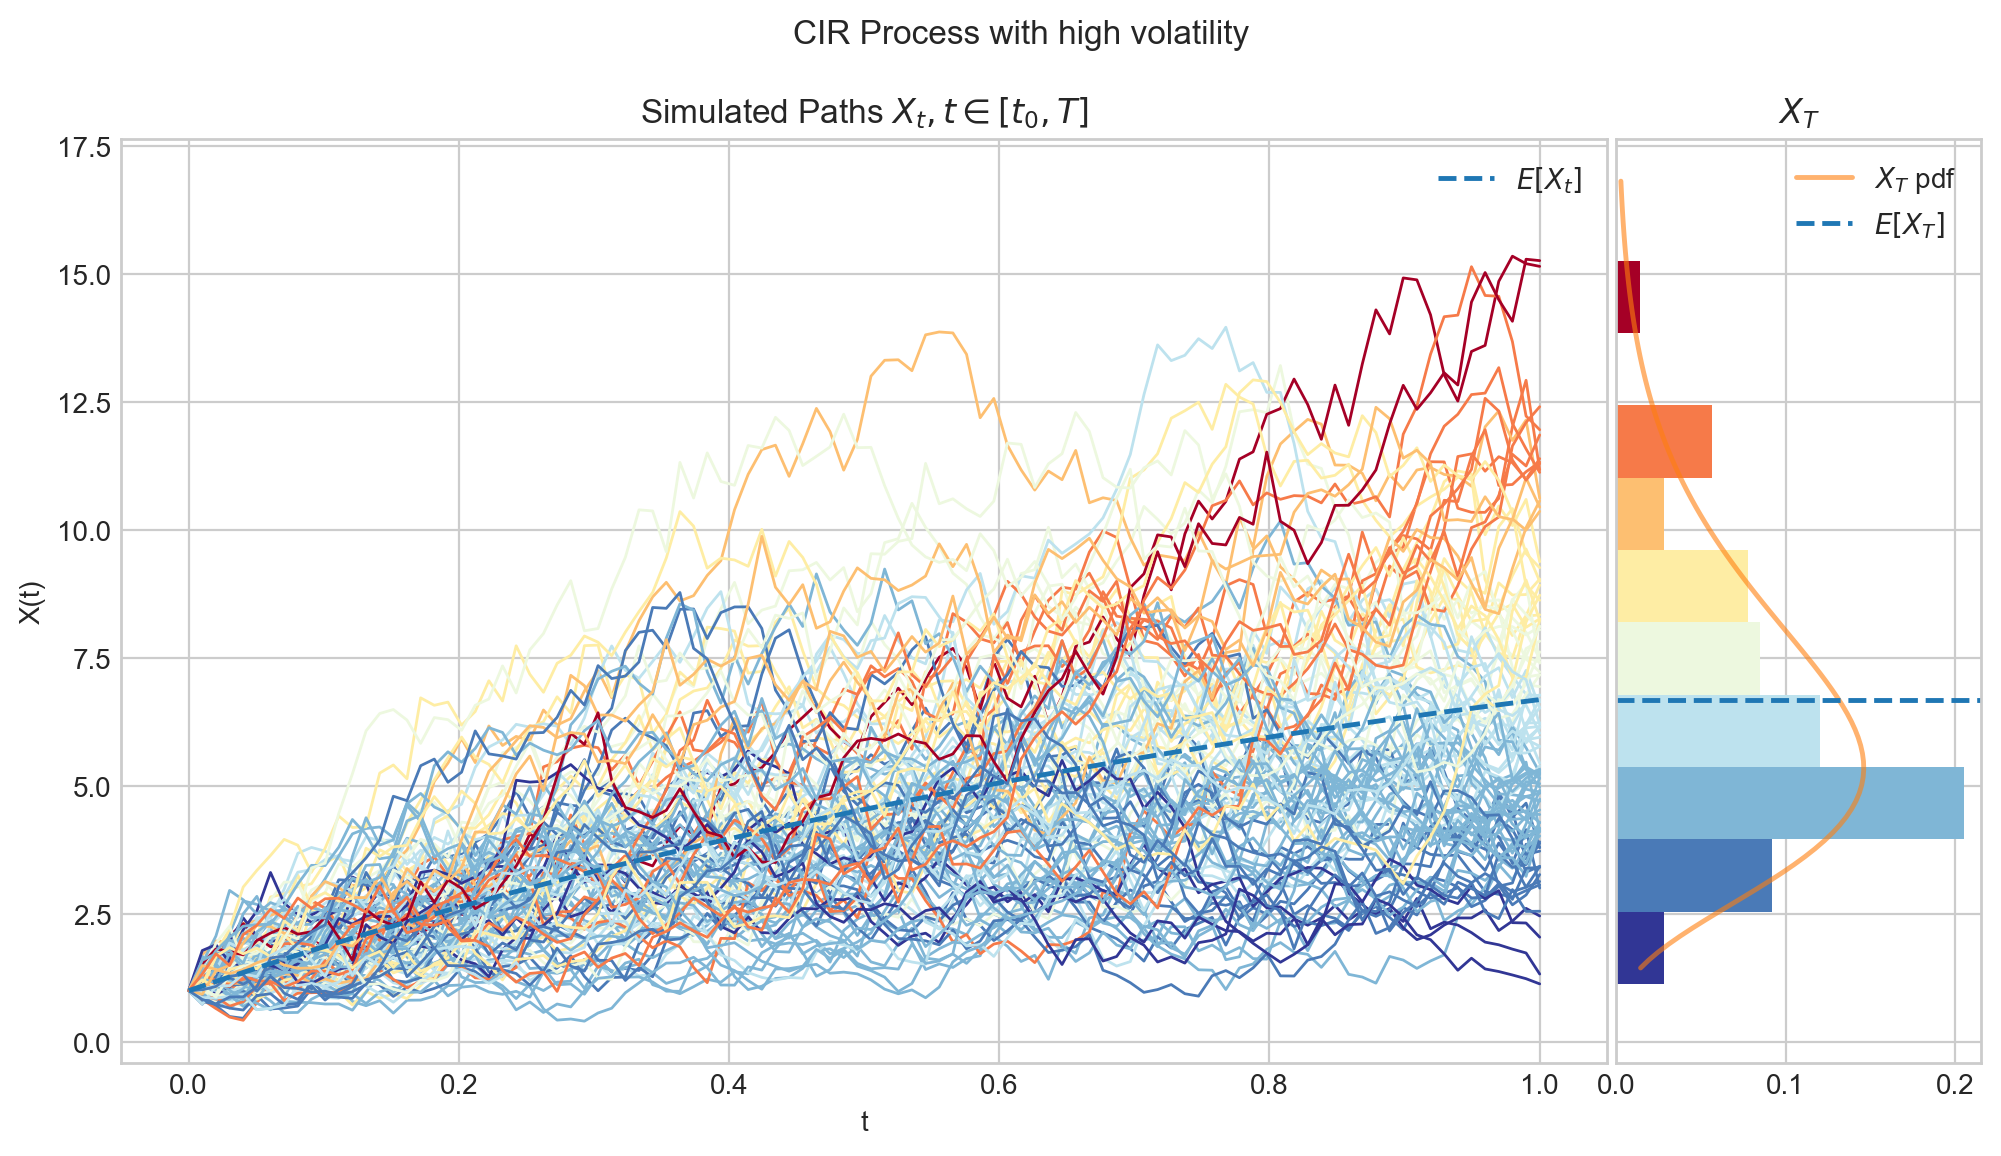 CIR Process with high volatility
Simulated Paths $X_t, t \in [t_0, T]$
$X_T$
17.5
15.0
12.5
10.0
7.5
5.0
2.5
0.0
X(t)
$E[X_t]$
$X_T$ pdf
$E[X_T]$
0.0 0.2 0.4 0.6 0.8 1.0
0.0 0.1 0.2
t